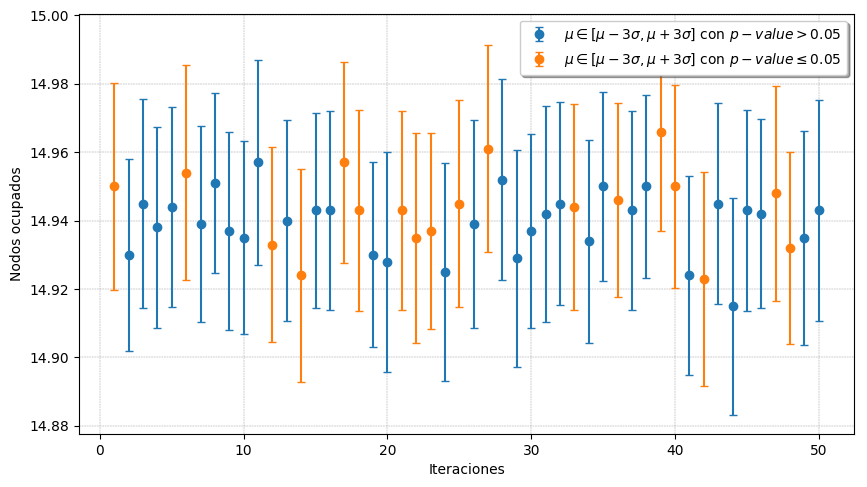 15.00
14.98
14.96
14.94
14.92
14.90
14.88
Nodos ocupados
μ ∈ [μ − 3σ, μ + 3σ] con p − value > 0.05
μ ∈ [μ − 3σ, μ + 3σ] con p − value ≤ 0.05
0 10 20 30 40 50
Iteraciones